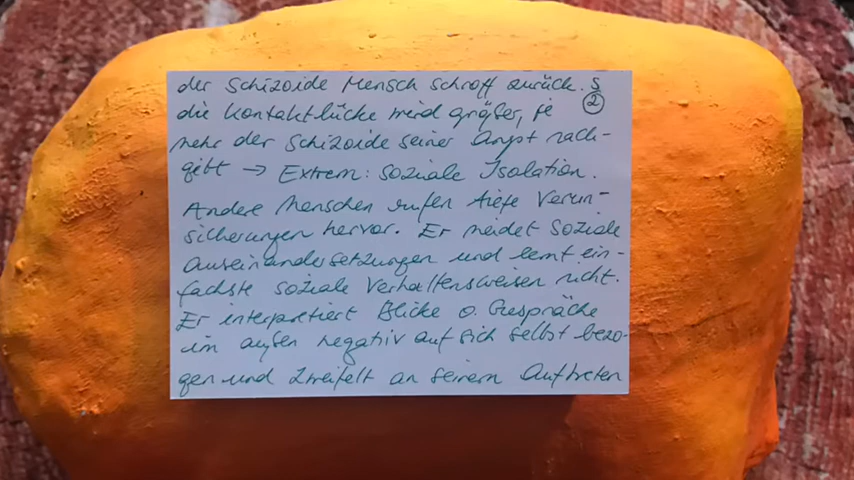 der Schizoide Mensch schroff zurück. S
②
die Kontaktlücke wird größer, je
mehr der Schizoide seiner Angst nach-
gibt → Extrem: soziale Isolation.
Andere Menschen rufen tiefe Verun-
sicherungen hervor. Er meidet soziale
Auseinandersetzungen und lernt ein-
fachste soziale Verhaltensweisen nicht.
Er interpretiert Blicke o. Gespräche
im außen negativ auf sich selbst bezo-
gen und zweifelt an seinem Auftreten